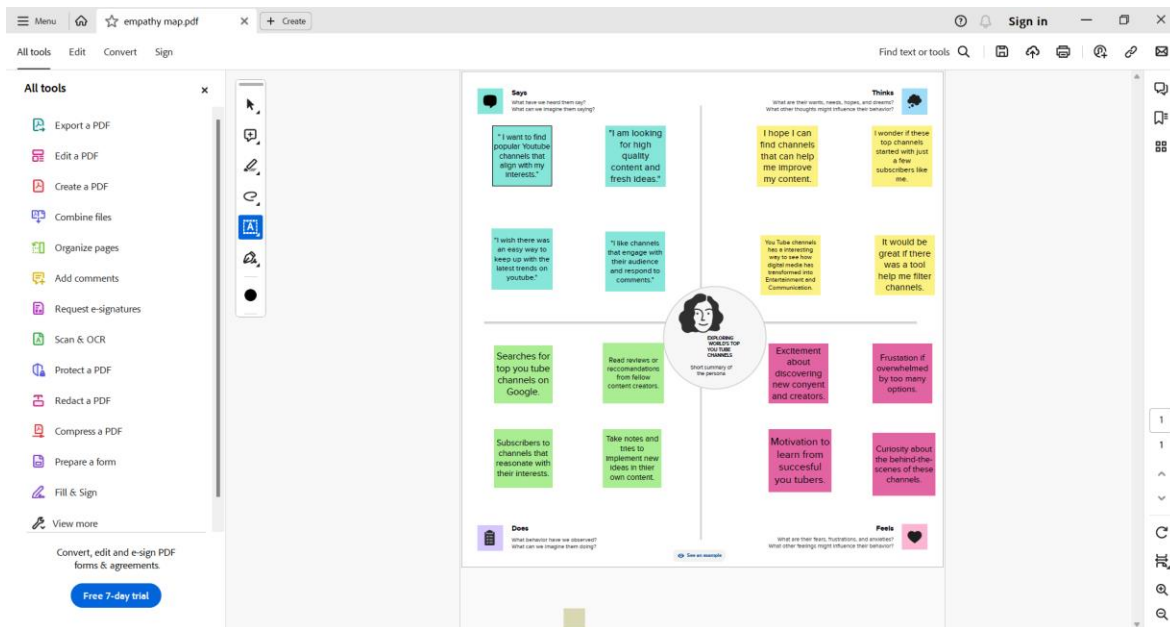 Menu
empathy map.pdf
+ Create
Sign in
All tools
Edit
Convert
Sign
Find text or tools
All tools
Export a PDF
Edit a PDF
Create a PDF
Combine files
Organize pages
Add comments
Request e-signatures
Scan & OCR
Protect a PDF
Redact a PDF
Compress a PDF
Prepare a form
Fill & Sign
View more
Convert, edit and e-sign PDF
forms & agreements.
Free 7-day trial
Says
What have we heard them say?
What can we imagine them saying?
Thinks
What are their wants, needs, hopes, and dreams?
What other thoughts might influence their behavior?
" I want to find
popular Youtube
channels that
align with my
interests."
"I am looking
for high
quality
content and
fresh ideas."
I hope I can
find channels
that can help
me improve
my content.
I wonder if these
top channels
started with just
a few
subscribers like
me.
"I wish there was
an easy way to
keep up with the
latest trends on
youtube."
"I like channels
that engage with
their audience
and respond to
comments."
You Tube channels
has a interesting
way to see how
digital media has
transformed into
Entertainment and
Communication.
It would be
great if there
was a tool
help me filter
channels.
EXPLORING
WORLD'S TOP
YOU TUBE
CHANNELS
Short summary of
the persona
Searches for
top you tube
channels on
Google.
Read reviews or
reccomendations
from fellow
content creators.
Excitement
about
discovering
new conyent
and creators.
Frustation if
overwhelmed
by too many
options.
Subscribers to
channels that
reasonate with
their interests.
Take notes and
tries to
implement new
ideas in thier
own content.
Motivation to
learn from
succesful
you tubers.
Curiosity about
the behind-the-
scenes of these
channels.
Does
What behavior have we observed?
What can we imagine them doing?
See an example
Feels
What are their fears, frustrations, and anxieties?
What other feelings might influence their behavior?
1
1